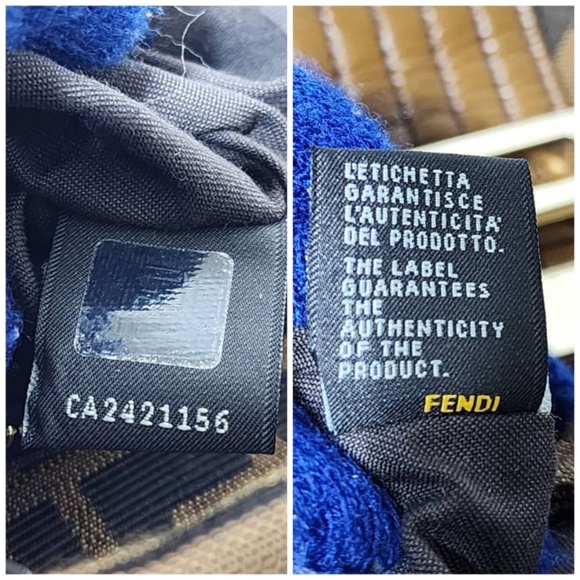 CA2421156
L'ETICHETTA
GARANTISCE
L'AUTENTICITA'
DEL PRODOTTO.
THE LABEL
GUARANTEES
THE
AUTHENTICITY
OF THE
PRODUCT.
FENDI